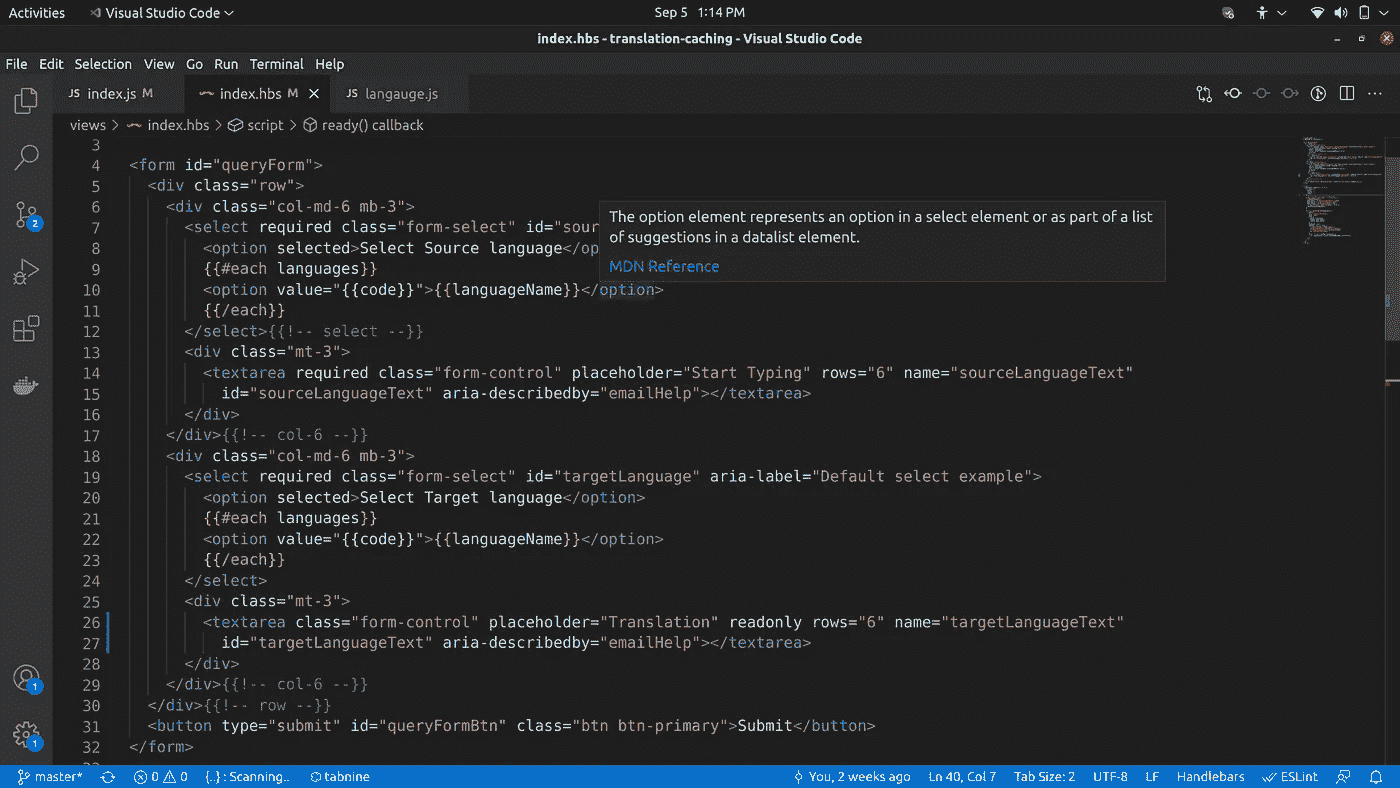 Activities Visual Studio Code Sep 5 1:14 PM
index.hbs - translation-caching - Visual Studio Code
File Edit Selection View Go Run Terminal Help
JS index.js M index.hbs M JS langauge.js
views > index.hbs > script > ready() callback
3
4 <form id="queryForm">
5 <div class="row">
6 <div class="col-md-6 mb-3">
7 <select required class="form-select" id="sour
8 <option selected>Select Source language</op
9 {{#each languages}}
10 <option value="{{code}}">{{languageName}}</option>
11 {{/each}}
12 </select>{{!-- select --}}
13 <div class="mt-3">
14 <textarea required class="form-control" placeholder="Start Typing" rows="6" name="sourceLanguageText"
15 id="sourceLanguageText" aria-describedby="emailHelp"></textarea>
16 </div>
17 </div>{{!-- col-6 --}}
18 <div class="col-md-6 mb-3">
19 <select required class="form-select" id="targetLanguage" aria-label="Default select example">
20 <option selected>Select Target language</option>
21 {{#each languages}}
22 <option value="{{code}}">{{languageName}}</option>
23 {{/each}}
24 </select>
25 <div class="mt-3">
26 <textarea class="form-control" placeholder="Translation" readonly rows="6" name="targetLanguageText"
27 id="targetLanguageText" aria-describedby="emailHelp"></textarea>
28 </div>
29 </div>{{!-- col-6 --}}
30 </div>{{!-- row --}}
31 <button type="submit" id="queryFormBtn" class="btn btn-primary">Submit</button>
32 </form>
The option element represents an option in a select element or as part of a list
of suggestions in a datalist element.
MDN Reference
2
1
1
master* 0 0 {..} : Scanning.. tabnine You, 2 weeks ago Ln 40, Col 7 Tab Size: 2 UTF-8 LF Handlebars ESLint